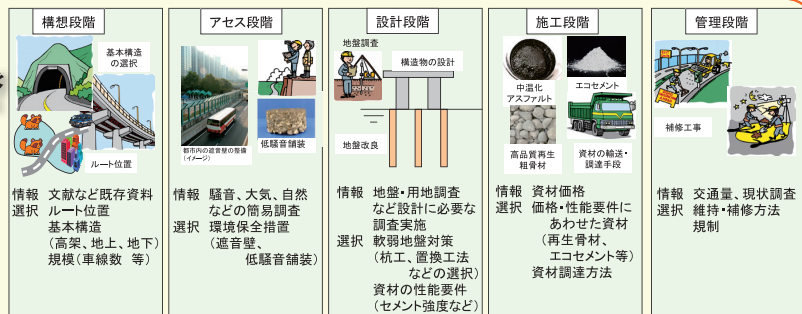 構想段階
基本構造
の選択
ルート位置
情報 文献など既存資料
選択 ルート位置
基本構造
(高架、地上、地下)
規模(車線数 等)
アセス段階
都市内の遮音壁の整備
(イメージ)
低騒音舗装
情報 騒音、大気、自然
などの簡易調査
選択 環境保全措置
(遮音壁、
低騒音舗装)
設計段階
地盤調査
構造物の設計
地盤改良
情報 地盤・用地調査
など設計に必要な
調査実施
選択 軟弱地盤対策
(杭工、置換工法
などの選択)
資材の性能要件
(セメント強度など)
施工段階
中温化
アスファルト
エコセメント
高品質再生
粗骨材
資材の輸送・
調達手段
情報 資材価格
選択 価格・性能要件に
あわせた資材
(再生骨材、
エコセメント等)
資材調達方法
管理段階
補修工事
情報 交通量、現状調査
選択 維持・補修方法
規制